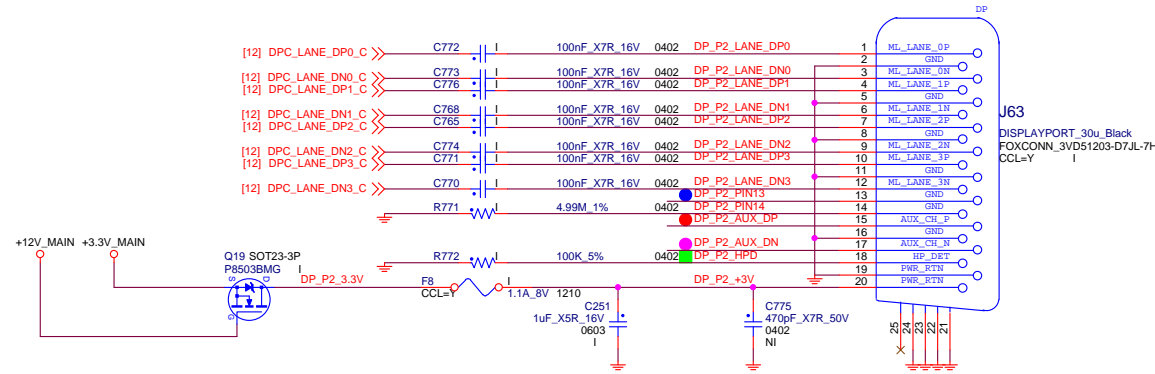 DP
[12] DPC_LANE_DP0_C C772 I 100nF_X7R_16V 0402 DP_P2_LANE_DP0 1 ML_LANE_0P
2 GND
[12] DPC_LANE_DN0_C C773 I 100nF_X7R_16V 0402 DP_P2_LANE_DN0 3 ML_LANE_0N
[12] DPC_LANE_DP1_C C776 I 100nF_X7R_16V 0402 DP_P2_LANE_DP1 4 ML_LANE_1P
5 GND
[12] DPC_LANE_DN1_C C768 I 100nF_X7R_16V 0402 DP_P2_LANE_DN1 6 ML_LANE_1N
[12] DPC_LANE_DP2_C C765 I 100nF_X7R_16V 0402 DP_P2_LANE_DP2 7 ML_LANE_2P
8 GND
[12] DPC_LANE_DN2_C C774 I 100nF_X7R_16V 0402 DP_P2_LANE_DN2 9 ML_LANE_2N
[12] DPC_LANE_DP3_C C771 I 100nF_X7R_16V 0402 DP_P2_LANE_DP3 10 ML_LANE_3P
11 GND
[12] DPC_LANE_DN3_C C770 I 100nF_X7R_16V 0402 DP_P2_LANE_DN3 12 ML_LANE_3N
DP_P2_PIN13 13 GND
R771 I 4.99M_1% 0402 DP_P2_PIN14 14 GND
DP_P2_AUX_DP 15 AUX_CH_P
16 GND
DP_P2_AUX_DN 17 AUX_CH_N
R772 I 100K_5% 0402 DP_P2_HPD 18 HP_DET
19 PWR_RTN
20 PWR_RTN
J63
DISPLAYPORT_30u_Black
FOXCONN_3VD51203-D7JL-7H
CCL=Y I
+12V_MAIN +3.3V_MAIN
Q19 SOT23-3P
P8503BMG
S D
G
DP_P2_3.3V
F8 I
CCL=Y 1.1A_8V 1210
DP_P2_+3V
C251
1uF_X5R_16V
0603
I
C775
470pF_X7R_50V
0402
NI
25 24 23 22 21